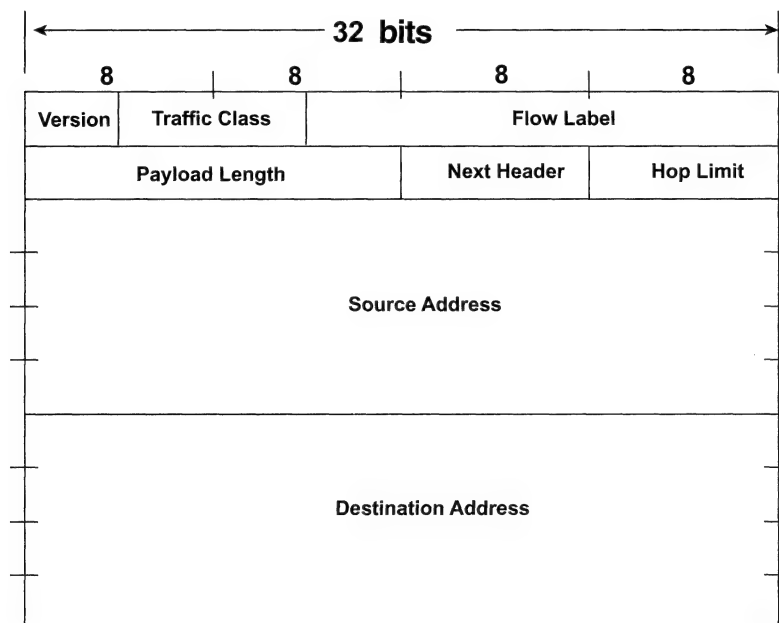 32 bits
8 8 8 8
Version Traffic Class Flow Label
Payload Length Next Header Hop Limit
Source Address
Destination Address